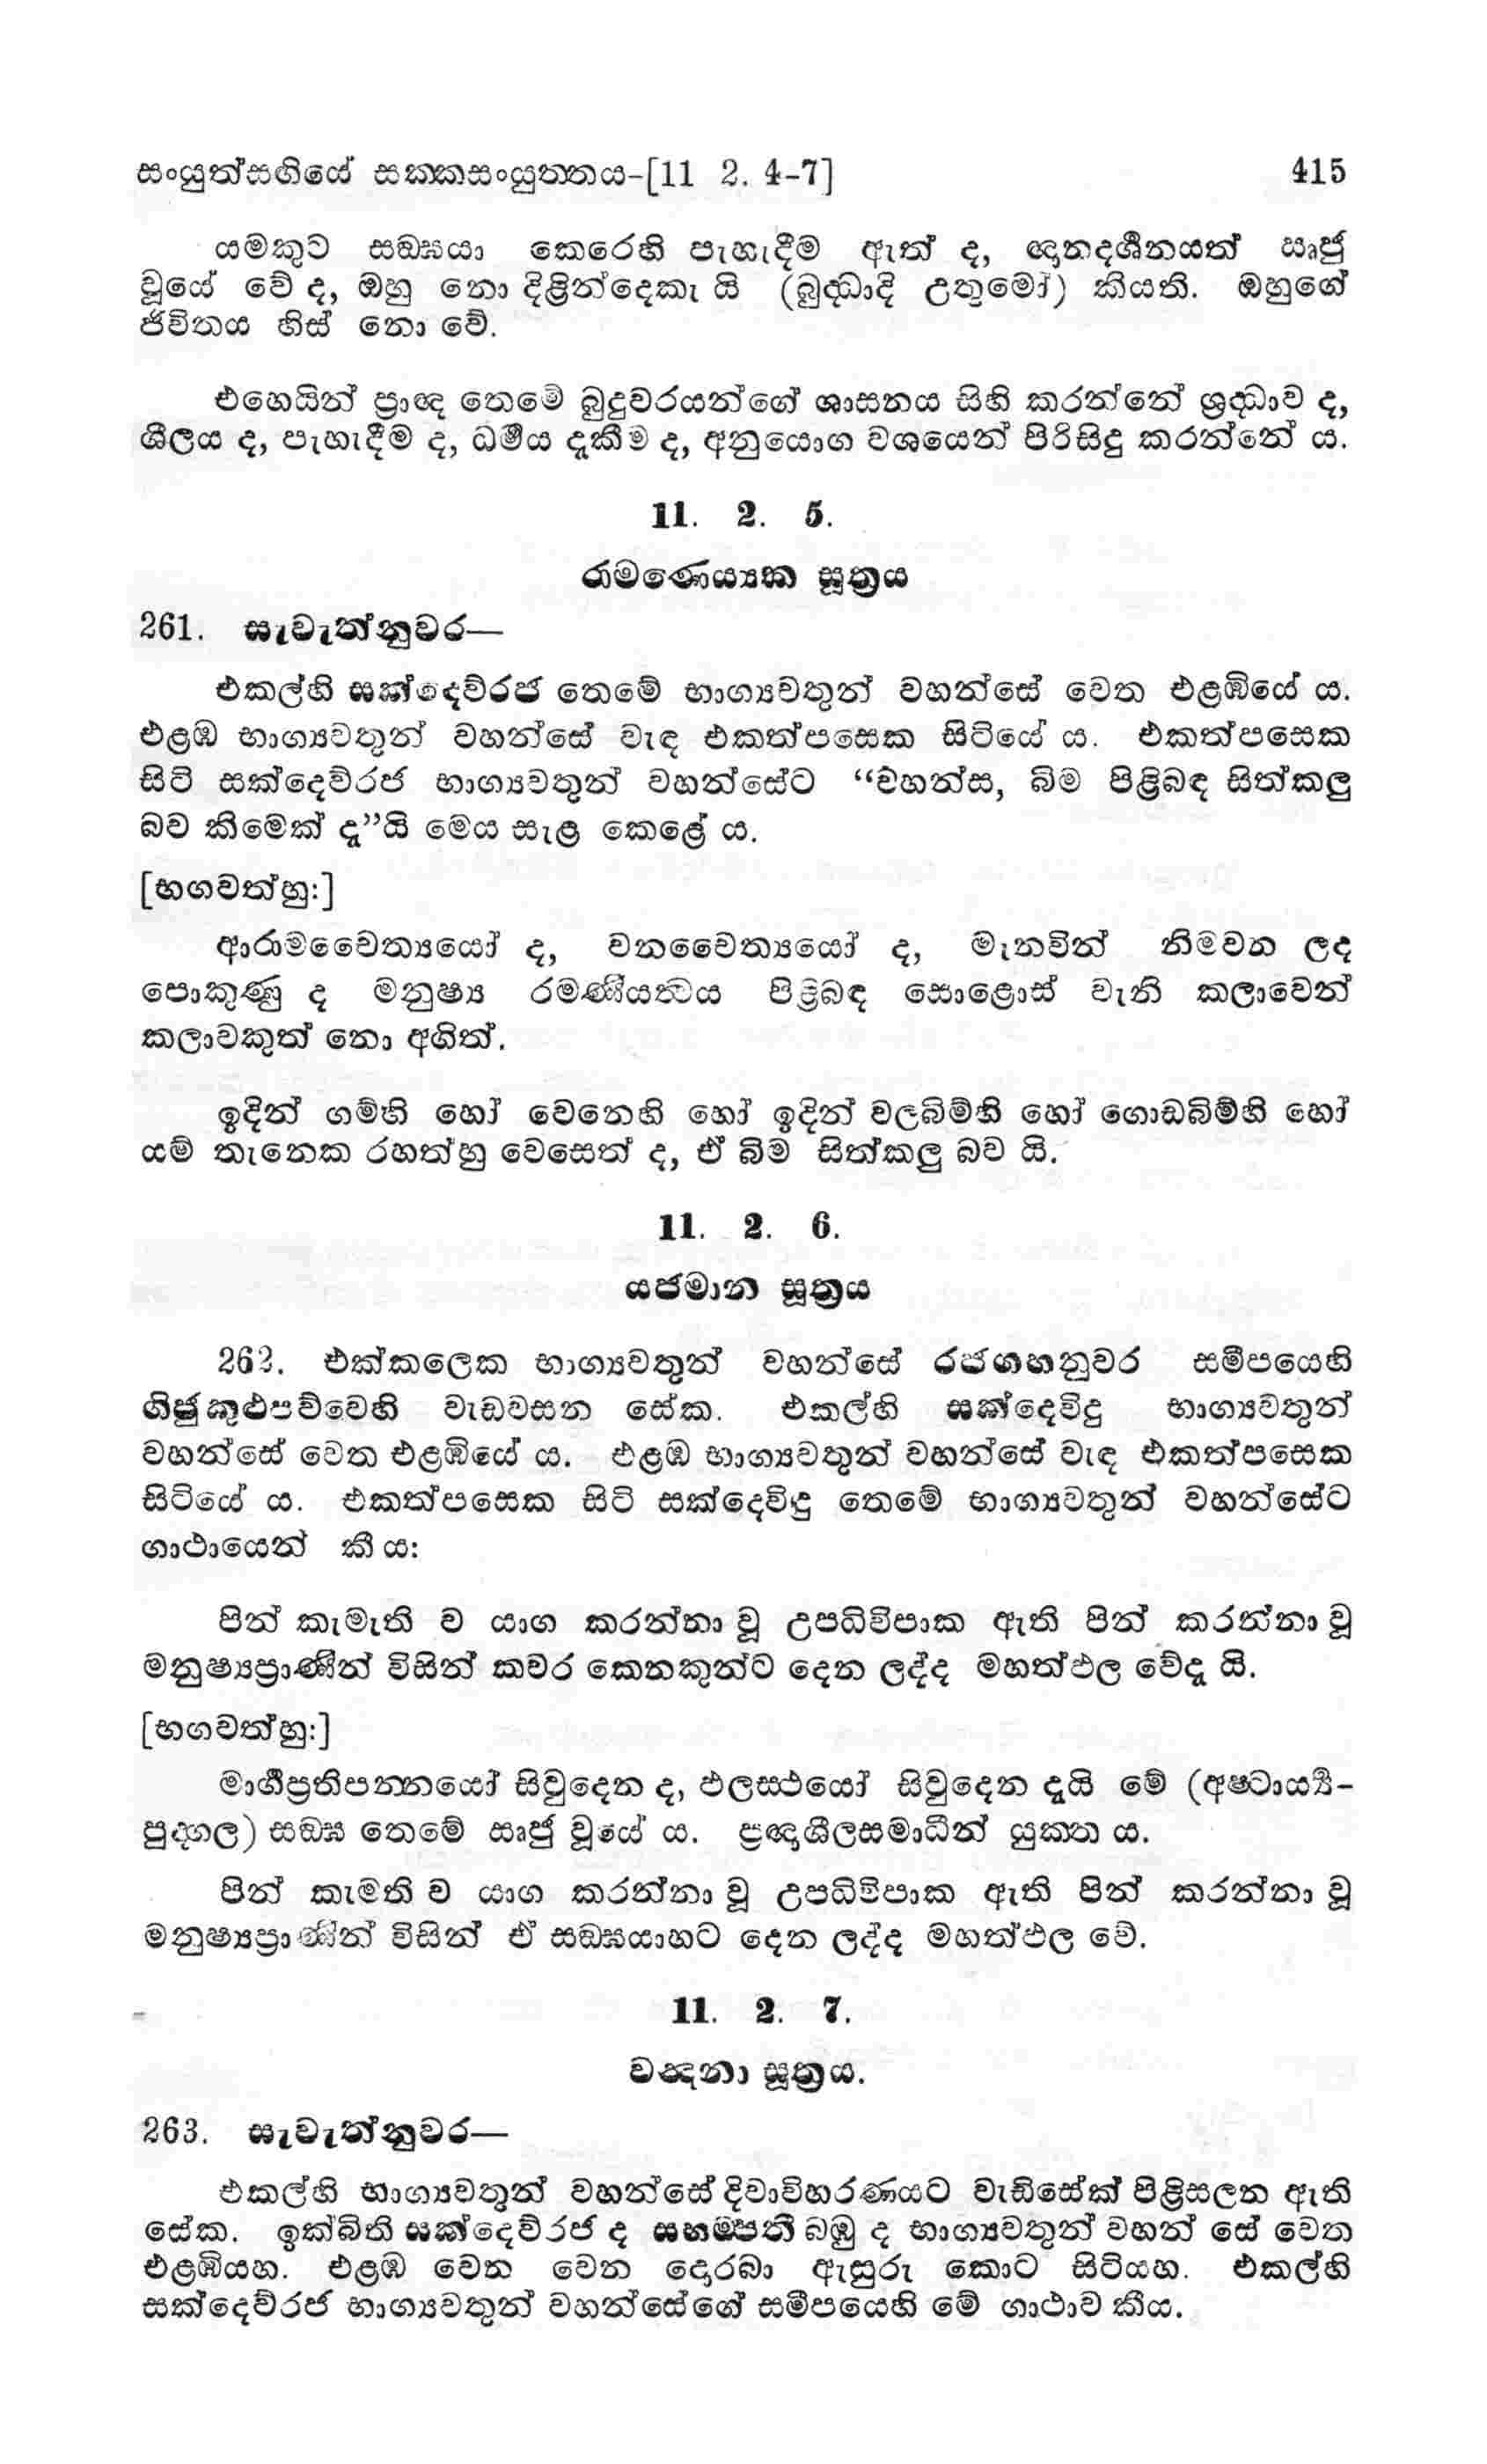 සංයුත්සඟියේ සක්කසංයුත්තය-[11 2. 4-7] 415
යමකුට සඞ්ඝයා කෙරෙහි පැහැදීම ඇත් ද, ඥානදර්‍ශනයත් ඍජු
වූයේ වේ ද, ඔහු නො දිළින්දෙකැ යි (බුද්ධාදි උතුමෝ) කියති. ඔහුගේ
ජීවිතය හිස් නො වේ.
එහෙයින් ප්‍රාඥ තෙමේ බුදුවරයන්ගේ ශාසනය සිහි කරන්නේ ශ්‍රද්ධාව ද,
ශීලය ද, පැහැදීම ද, ධර්‍මය දැකීම ද, අනුයොග වශයෙන් පිරිසිදු කරන්නේ ය.
11. 2. 5.
රාමණෙය්‍යක සූත්‍රය
261. සැවැත්නුවර—
එකල්හි සක්දෙව්රජ තෙමේ භාග්‍යවතුන් වහන්සේ වෙත එළඹියේ ය.
එළඹ භාග්‍යවතුන් වහන්සේ වැඳ එකත්පසෙක සිටියේ ය. එකත්පසෙක
සිටි සක්දෙව්රජ භාග්‍යවතුන් වහන්සේට “වහන්ස, බිම පිළිබඳ සිත්කලු
බව කිමෙක් දැ”යි මෙය සැළ කෙළේ ය.
[භගවත්හු:]
ආරාමචෛත්‍යයෝ ද, වනචෛත්‍යයෝ ද, මැනවින් නිමවන ලද
පොකුණු ද මනුෂ්‍ය රමණීයත්වය පිළිබඳ සොළොස් වැනි කලාවෙන්
කලාවකුත් නො අගිත්.
ඉදින් ගම්හි හෝ වෙනෙහි හෝ ඉදින් වලබිම්හි හෝ ගොඩබිම්හි හෝ
යම් තැනෙක රහත්හු වෙසෙත් ද, ඒ බිම සිත්කලු බව යි.
11. 2. 6.
යජමාන සූත්‍රය
262. එක්කලෙක භාග්‍යවතුන් වහන්සේ රජගහනුවර සමීපයෙහි
ගිජුකුළුපව්වෙහි වැඩවසන සේක. එකල්හි සක්දෙවිඳු භාග්‍යවතුන්
වහන්සේ වෙත එළඹියේ ය. එළඹ භාග්‍යවතුන් වහන්සේ වැඳ එකත්පසෙක
සිටියේ ය. එකත්පසෙක සිටි සක්දෙවිඳු තෙමේ භාග්‍යවතුන් වහන්සේට
ගාථායෙන් කී ය:
පින් කැමැති ව යාග කරන්නා වූ උපධිවිපාක ඇති පින් කරන්නා වූ
මනුෂ්‍යප්‍රාණීන් විසින් කවර කෙනකුන්ට දෙන ලද්ද මහත්ඵල වේදැ යි.
[භගවත්හු:]
මාර්‍ගප්‍රතිපන්නයෝ සිවුදෙන ද, ඵලස්ථයෝ සිවුදෙන දැයි මේ (අෂ්ටාර්‍ය්‍ය-
පුද්ගල) සඞ්ඝ තෙමේ ඍජු වූයේ ය. ප්‍රඥාශීලසමාධීන් යුක්ත ය.
පින් කැමති ව යාග කරන්නා වූ උපධිවිපාක ඇති පින් කරන්නා වූ
මනුෂ්‍යප්‍රාණීන් විසින් ඒ සඞ්ඝයාහට දෙන ලද්ද මහත්ඵල වේ.
11. 2. 7.
වන්දනා සූත්‍රය.
263. සැවැත්නුවර—
එකල්හි භාග්‍යවතුන් වහන්සේ දිවාවිහරණයට වැඩිසේක් පිළිසලන ඇති
සේක. ඉක්බිති සක්දෙව්රජ ද සහම්පතී බඹු ද භාග්‍යවතුන් වහන් සේ වෙත
එළඹියහ. එළඹ වෙන වෙන දොරබා ඇසුරු කොට සිටියහ. එකල්හි
සක්දෙව්රජ භාග්‍යවතුන් වහන්සේගේ සමීපයෙහි මේ ගාථාව කීය.